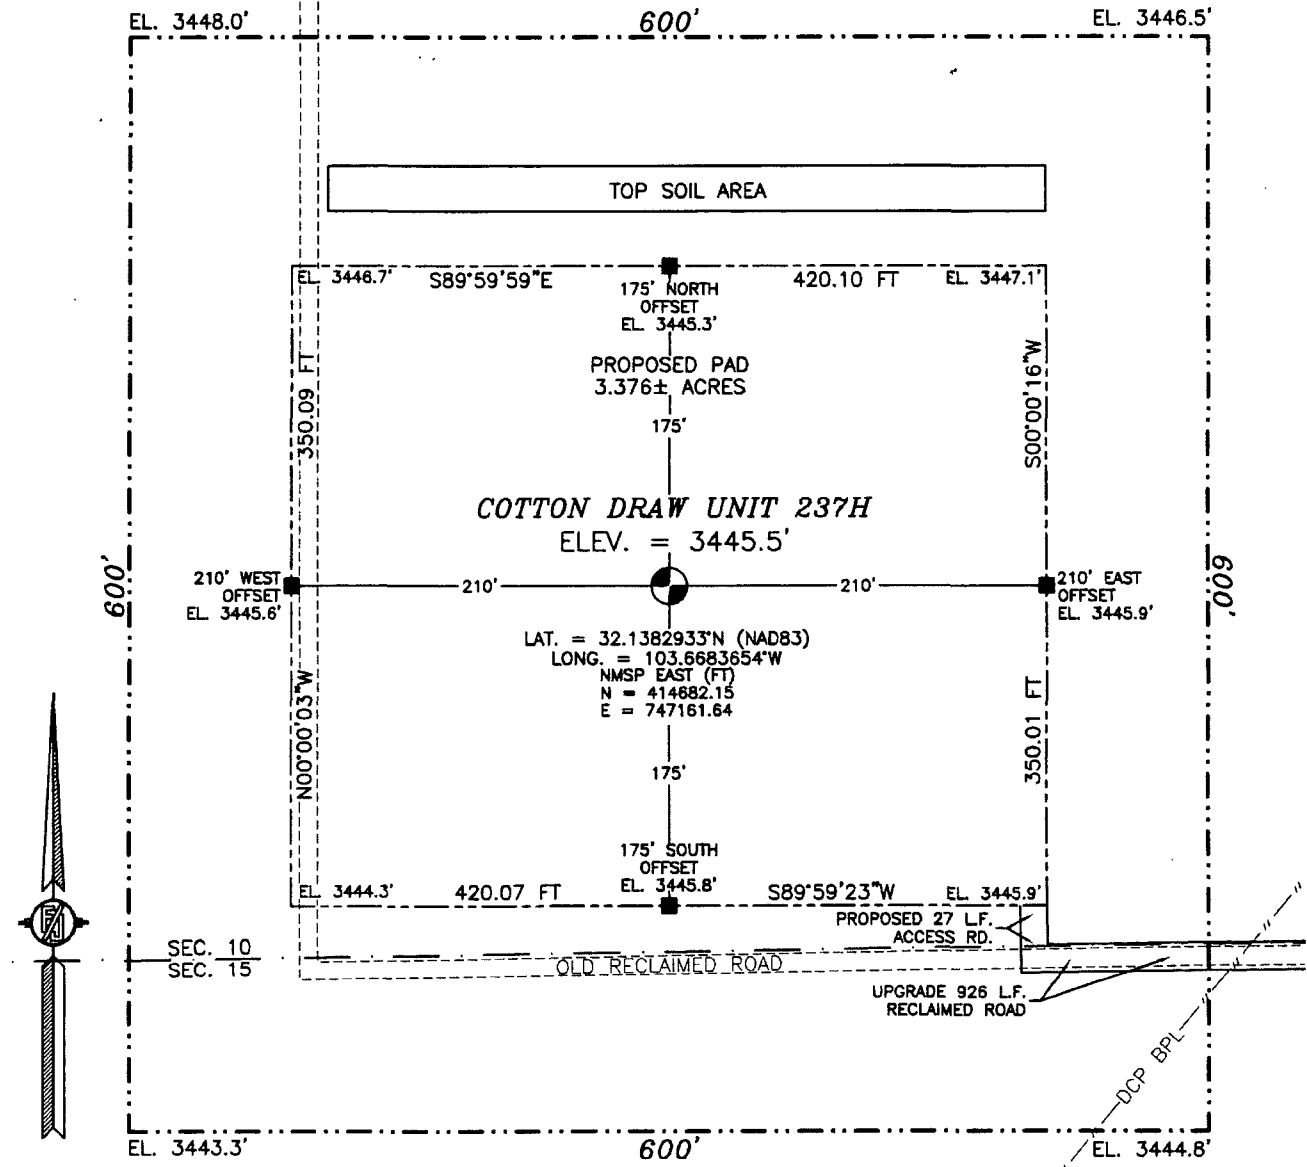 EL. 3448.0'
600'
EL. 3446.5'
TOP SOIL AREA
EL. 3446.7'
S89°59'59"E
420.10 FT
EL. 3447.1'
175' NORTH
OFFSET
EL. 3445.3'
PROPOSED PAD
3.376± ACRES
350.09 FT
175'
S00°00'16"W
COTTON DRAW UNIT 237H
ELEV. = 3445.5'
600'
210' WEST
OFFSET
EL. 3445.6'
210'
210'
210' EAST
OFFSET
EL. 3445.9'
600'
LAT. = 32.1382933°N (NAD83)
LONG. = 103.6683654°W
NMSP EAST (FT)
N = 414682.15
E = 747161.64
N00°00'03"W
175'
350.01 FT
175' SOUTH
OFFSET
EL. 3445.8'
EL. 3444.3'
420.07 FT
S89°59'23"W
EL. 3445.9'
PROPOSED 27 L.F.
ACCESS RD.
SEC. 10
SEC. 15
OLD RECLAIMED ROAD
UPGRADE 926 L.F.
RECLAIMED ROAD
DCP BPL
EL. 3443.3'
600'
EL. 3444.8'